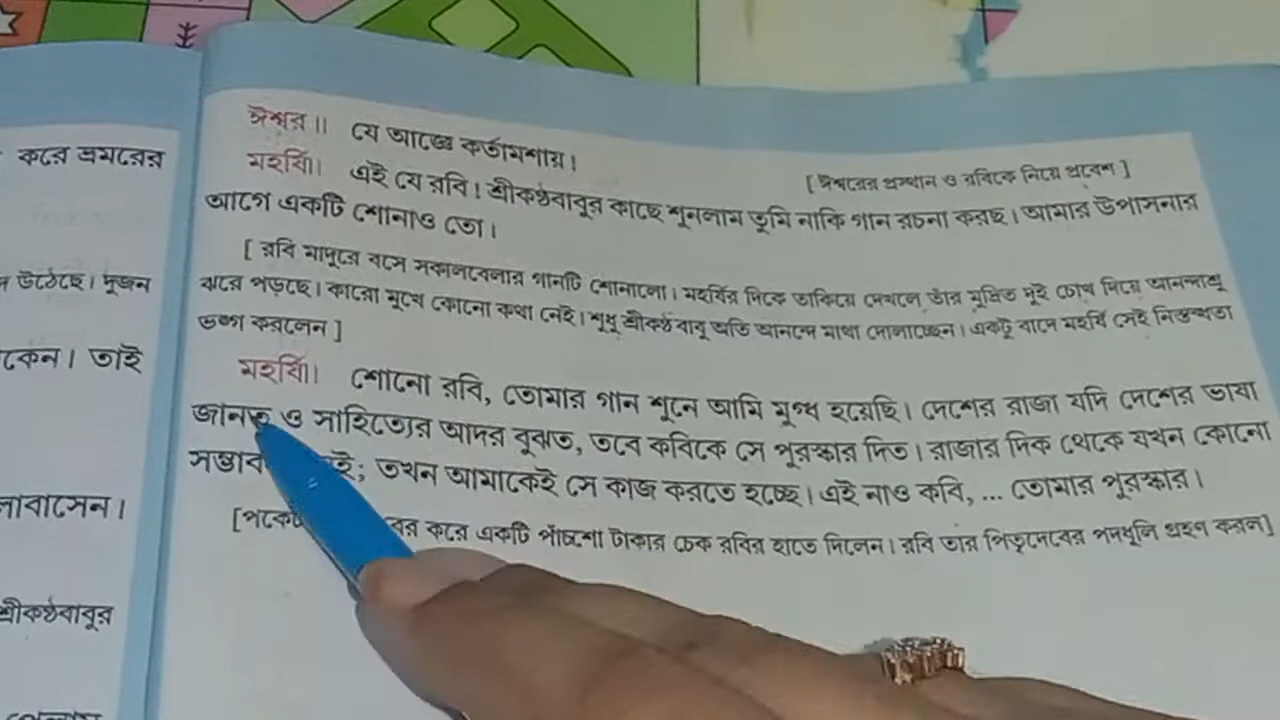 করে ভ্রমরের
উঠেছে। দুজন
তাই
শ্রীকণ্ঠবাবুর
ঈশ্বর॥ যে আজ্ঞে কর্তামশায়!
[ ঈশ্বরের প্রস্থান ও রবিকে নিয়ে প্রবেশ ]
মহর্ষি॥ এই যে রবি! শ্রীকণ্ঠবাবুর কাছে শুনলাম তুমি নাকি গান রচনা করছ। আমার উপাসনার
আগে একটি শোনাও তো।
[ রবি মাদুরে বসে সকালবেলার গানটি শোনালো। মহর্ষির দিকে তাকিয়ে দেখলে তাঁর মুদ্রিত দুই চোখ দিয়ে আনন্দাশ্রু
ঝরে পড়ছে। কারো মুখে কোনো কথা নেই। শুধু শ্রীকণ্ঠ বাবু অতি আনন্দে মাথা দোলাচ্ছেন। একটু বাদে মহর্ষি সেই নিস্তব্ধতা
ভঙ্গ করলেন ]
মহর্ষি॥ শোনো রবি, তোমার গান শুনে আমি মুগ্ধ হয়েছি। দেশের রাজা যদি দেশের ভাষা
জানত ও সাহিত্যের আদর বুঝত, তবে কবিকে সে পুরস্কার দিত। রাজার দিক থেকে যখন কোনো
তখন আমাকেই সে কাজ করতে হচ্ছে। এই নাও কবি, ... তোমার পুরস্কার।
করে একটি পাঁচশো টাকার চেক রবির হাতে দিলেন। রবি তার পিতৃদেবের পদধূলি গ্রহণ করল]